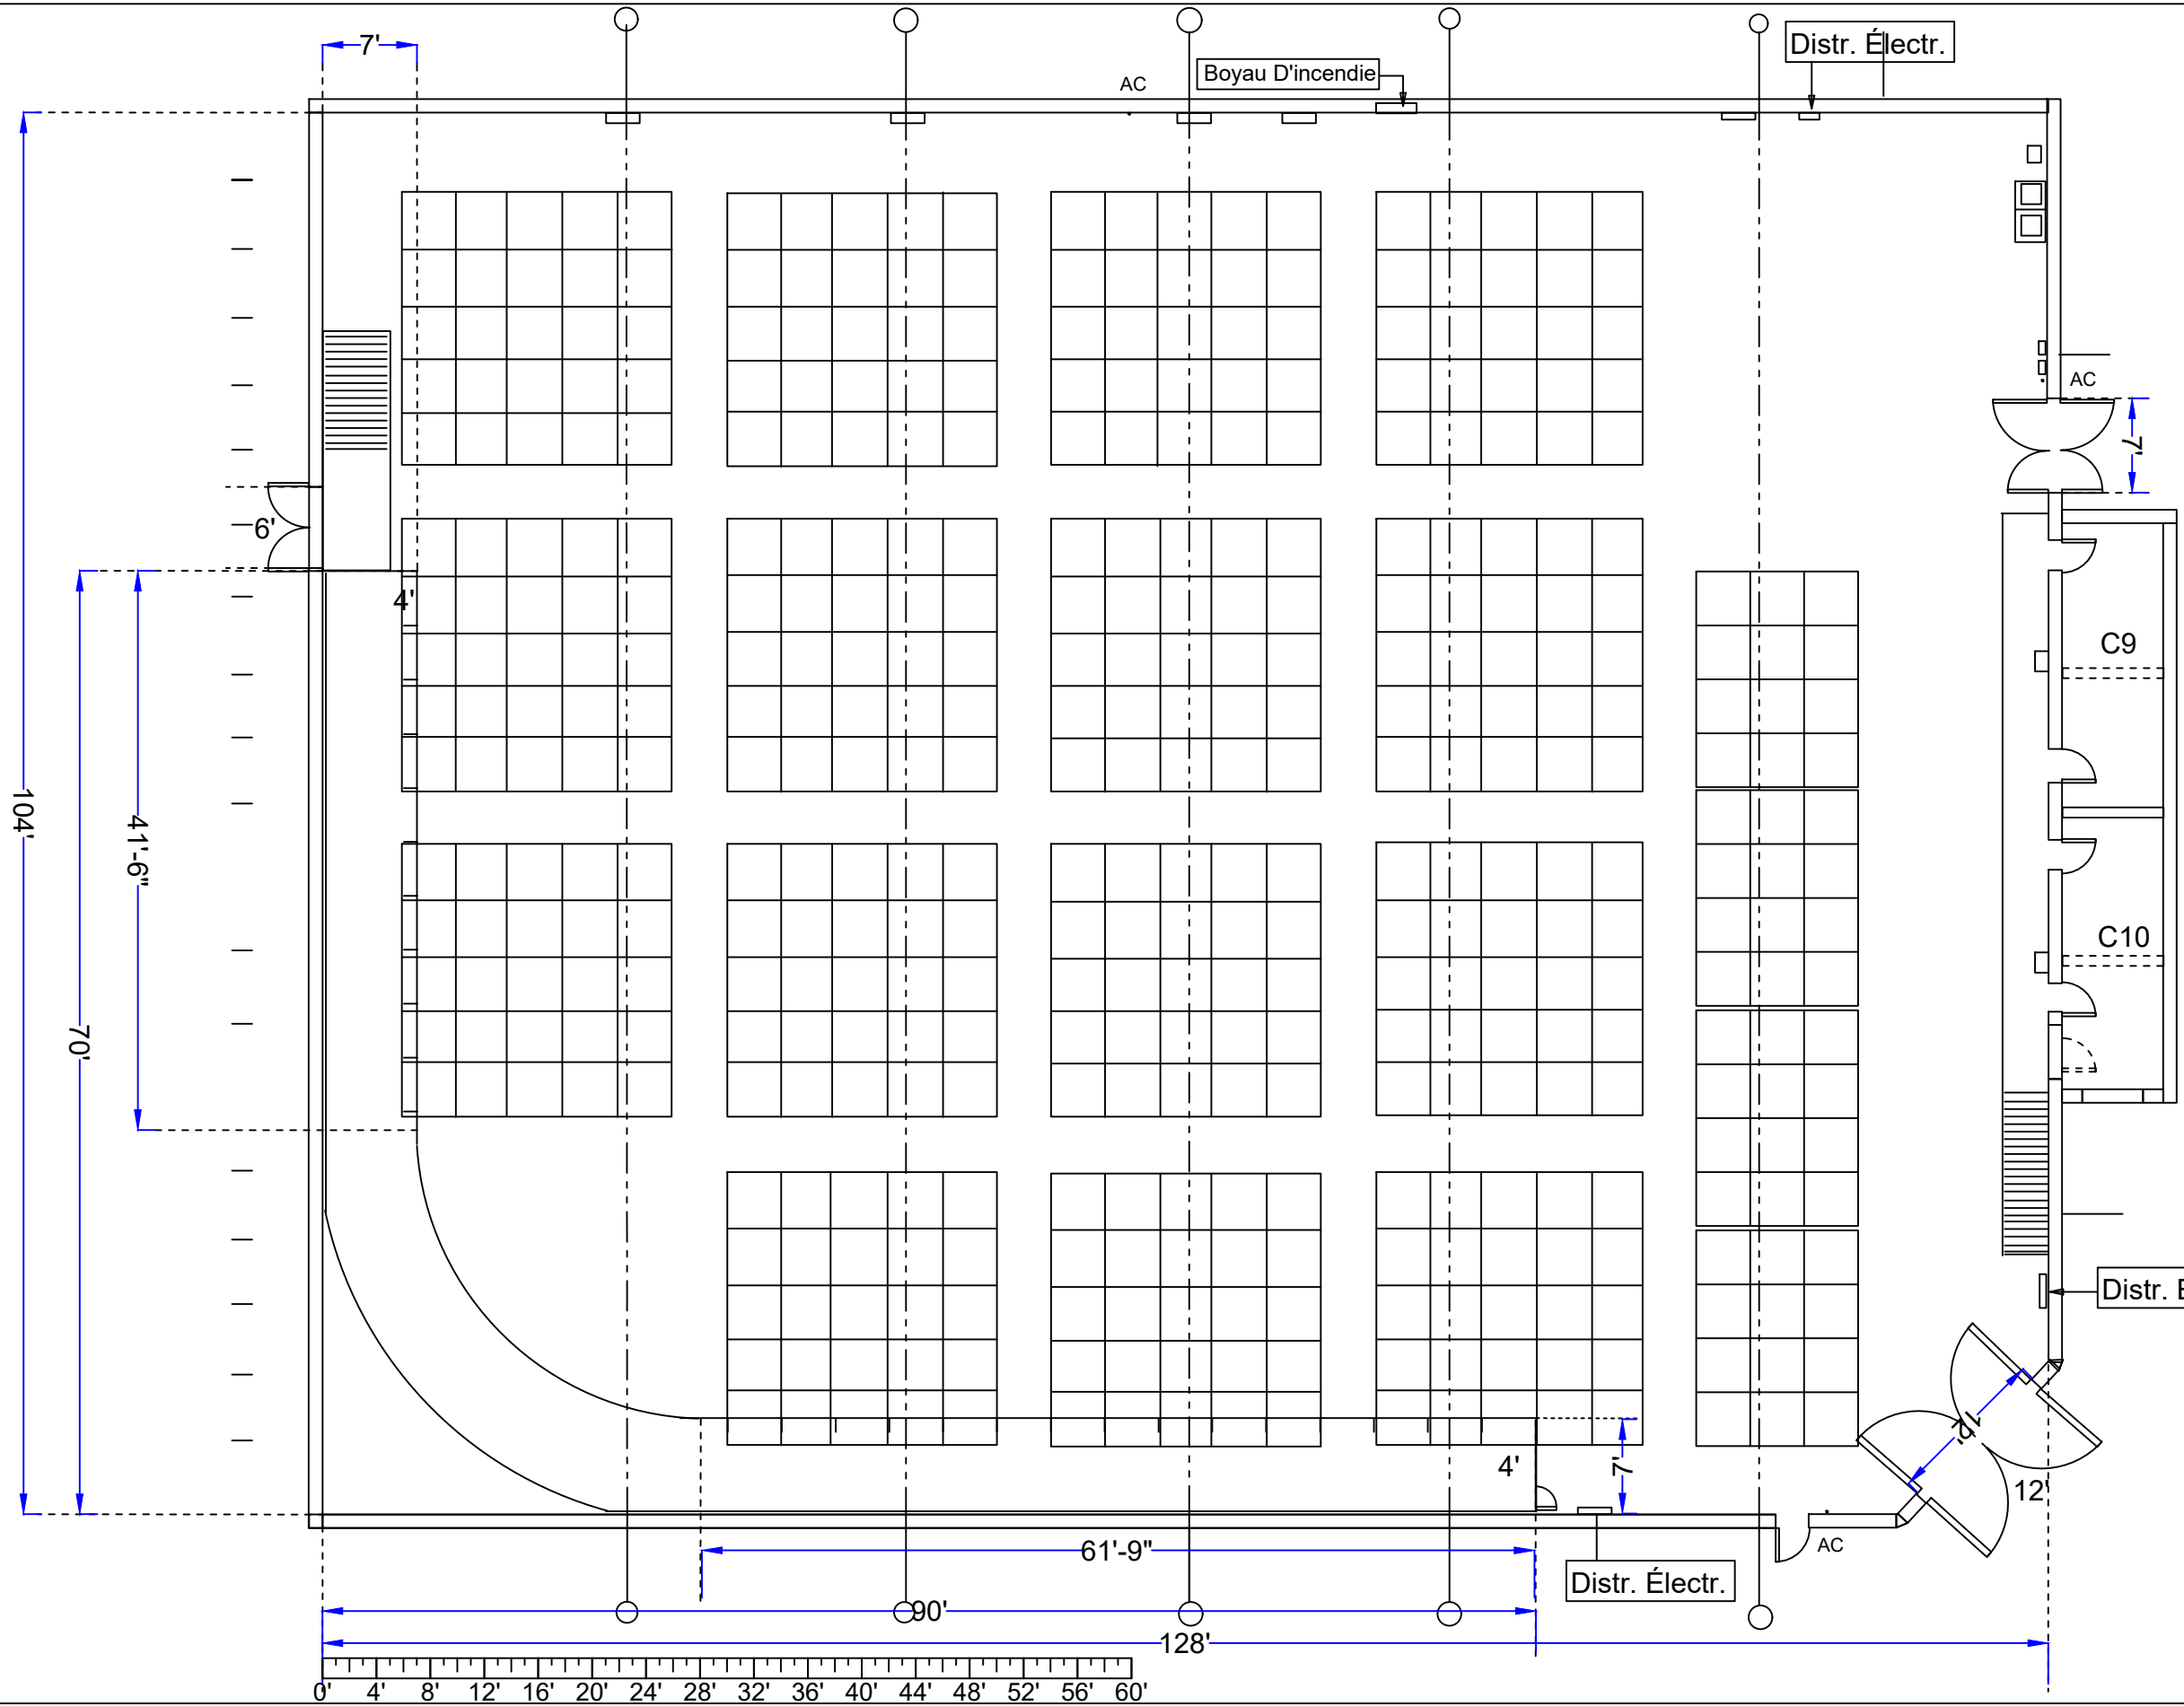 7'
AC
Boyau D'incendie
Distr. Électr.
AC
7'
6'
4'
C9
104'
41'-6"
C10
70'
Distr. É
12'
12'
4'
7'
61'-9"
AC
Distr. Électr.
90'
128'
0' 4' 8' 12' 16' 20' 24' 28' 32' 36' 40' 44' 48' 52' 56' 60'